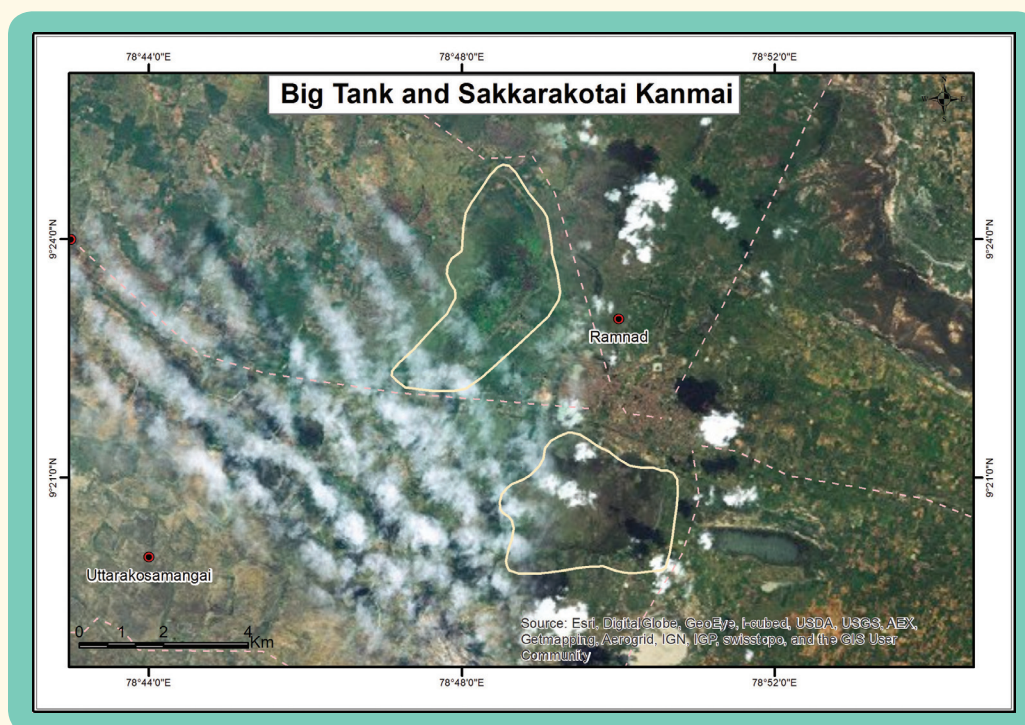 78°44'0"E 78°48'0"E 78°52'0"E
Big Tank and Sakkarakotai Kanmai
N
9°24'0"N 9°24'0"N
Ramnad
9°21'0"N 9°21'0"N
Uttarakosamangai
0 1 2 4
Km
Source: Esri, DigitalGlobe, GeoEye, i-cubed, USDA, USGS, AEX,
Getmapping, Aerogrid, IGN, IGP, swisstopo, and the GIS User
Community
78°44'0"E 78°48'0"E 78°52'0"E